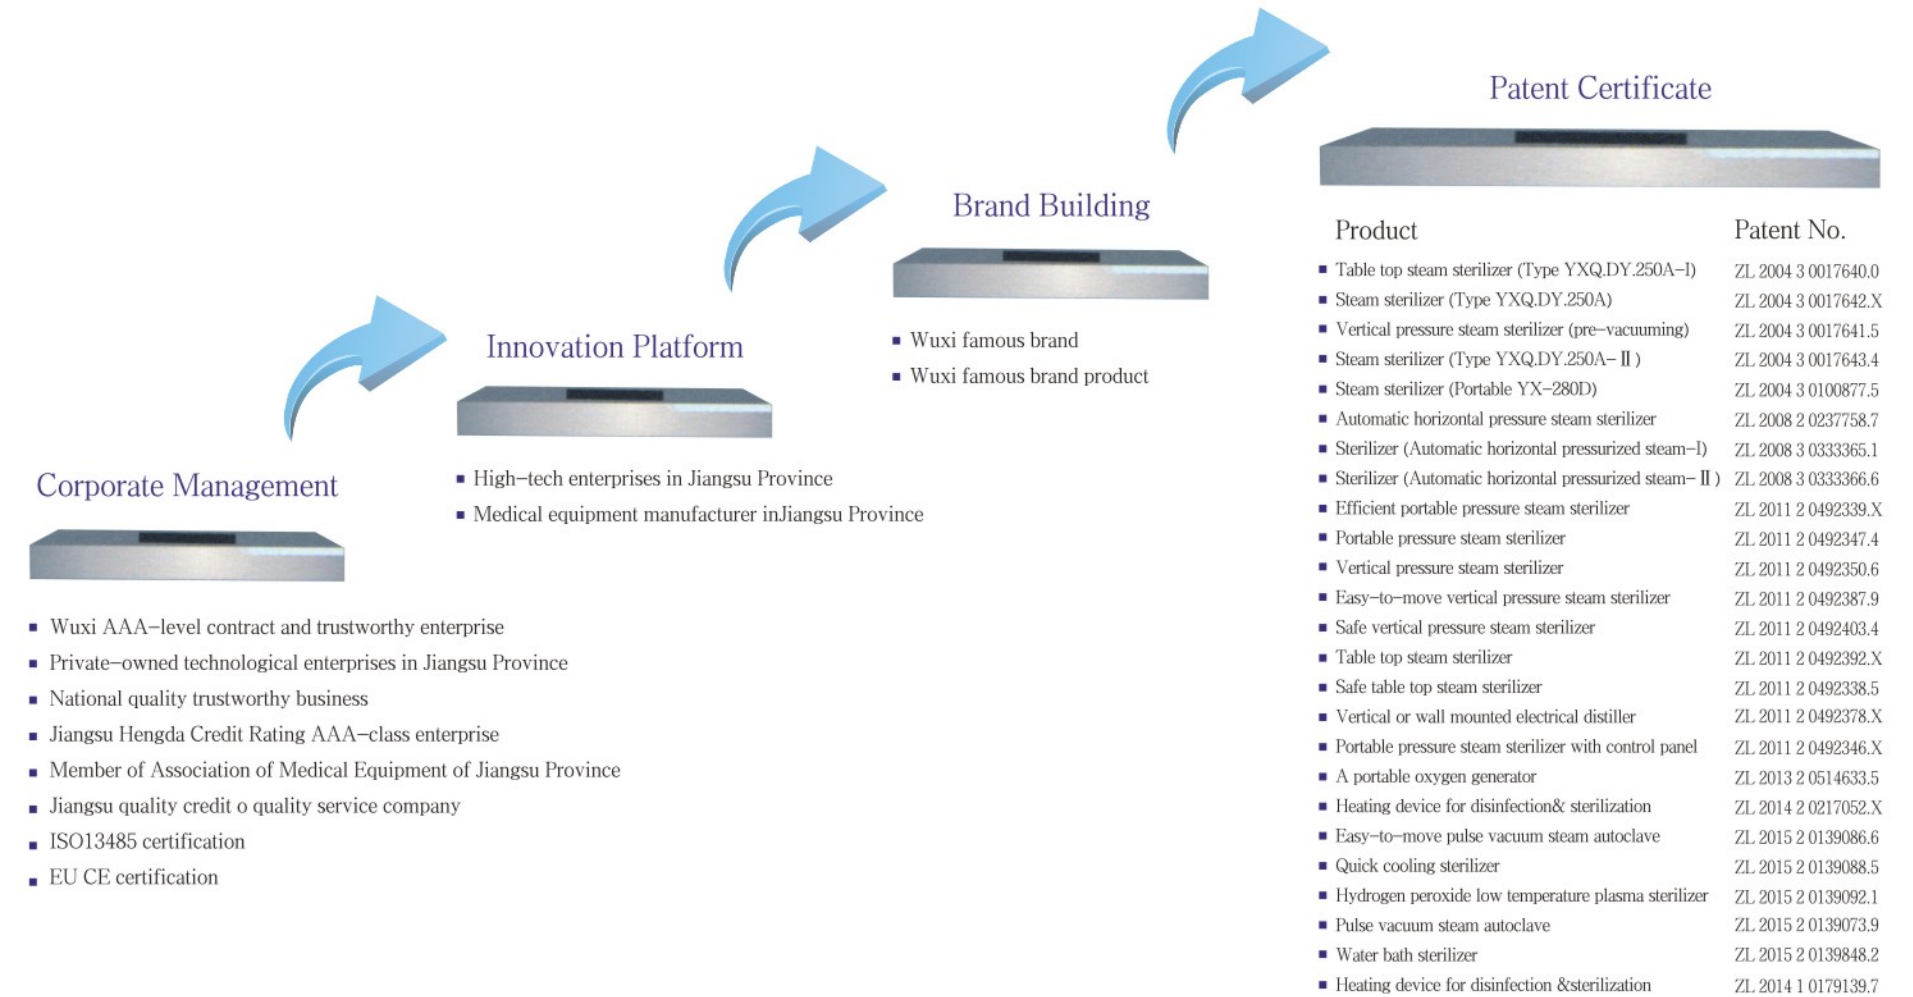 Patent Certificate
Brand Building
Innovation Platform
Corporate Management
■ Wuxi AAA-level contract and trustworthy enterprise
■ Private-owned technological enterprises in Jiangsu Province
■ National quality trustworthy business
■ Jiangsu Hengda Credit Rating AAA-class enterprise
■ Member of Association of Medical Equipment of Jiangsu Province
■ Jiangsu quality credit o quality service company
■ ISO13485 certification
■ EU CE certification
■ High-tech enterprises in Jiangsu Province
■ Medical equipment manufacturer inJiangsu Province
■ Wuxi famous brand
■ Wuxi famous brand product
Product Patent No.
■ Table top steam sterilizer (Type YXQ.DY.250A-I) ZL 2004 3 0017640.0
■ Steam sterilizer (Type YXQ.DY.250A) ZL 2004 3 0017642.X
■ Vertical pressure steam sterilizer (pre-vacuuming) ZL 2004 3 0017641.5
■ Steam sterilizer (Type YXQ.DY.250A-Ⅱ) ZL 2004 3 0017643.4
■ Steam sterilizer (Portable YX-280D) ZL 2004 3 0100877.5
■ Automatic horizontal pressure steam sterilizer ZL 2008 2 0237758.7
■ Sterilizer (Automatic horizontal pressurized steam-I) ZL 2008 3 0333365.1
■ Sterilizer (Automatic horizontal pressurized steam-Ⅱ) ZL 2008 3 0333366.6
■ Efficient portable pressure steam sterilizer ZL 2011 2 0492339.X
■ Portable pressure steam sterilizer ZL 2011 2 0492347.4
■ Vertical pressure steam sterilizer ZL 2011 2 0492350.6
■ Easy-to-move vertical pressure steam sterilizer ZL 2011 2 0492387.9
■ Safe vertical pressure steam sterilizer ZL 2011 2 0492403.4
■ Table top steam sterilizer ZL 2011 2 0492392.X
■ Safe table top steam sterilizer ZL 2011 2 0492338.5
■ Vertical or wall mounted electrical distiller ZL 2011 2 0492378.X
■ Portable pressure steam sterilizer with control panel ZL 2011 2 0492346.X
■ A portable oxygen generator ZL 2013 2 0514633.5
■ Heating device for disinfection& sterilization ZL 2014 2 0217052.X
■ Easy-to-move pulse vacuum steam autoclave ZL 2015 2 0139086.6
■ Quick cooling sterilizer ZL 2015 2 0139088.5
■ Hydrogen peroxide low temperature plasma sterilizer ZL 2015 2 0139092.1
■ Pulse vacuum steam autoclave ZL 2015 2 0139073.9
■ Water bath sterilizer ZL 2015 2 0139848.2
■ Heating device for disinfection &sterilization ZL 2014 1 0179139.7